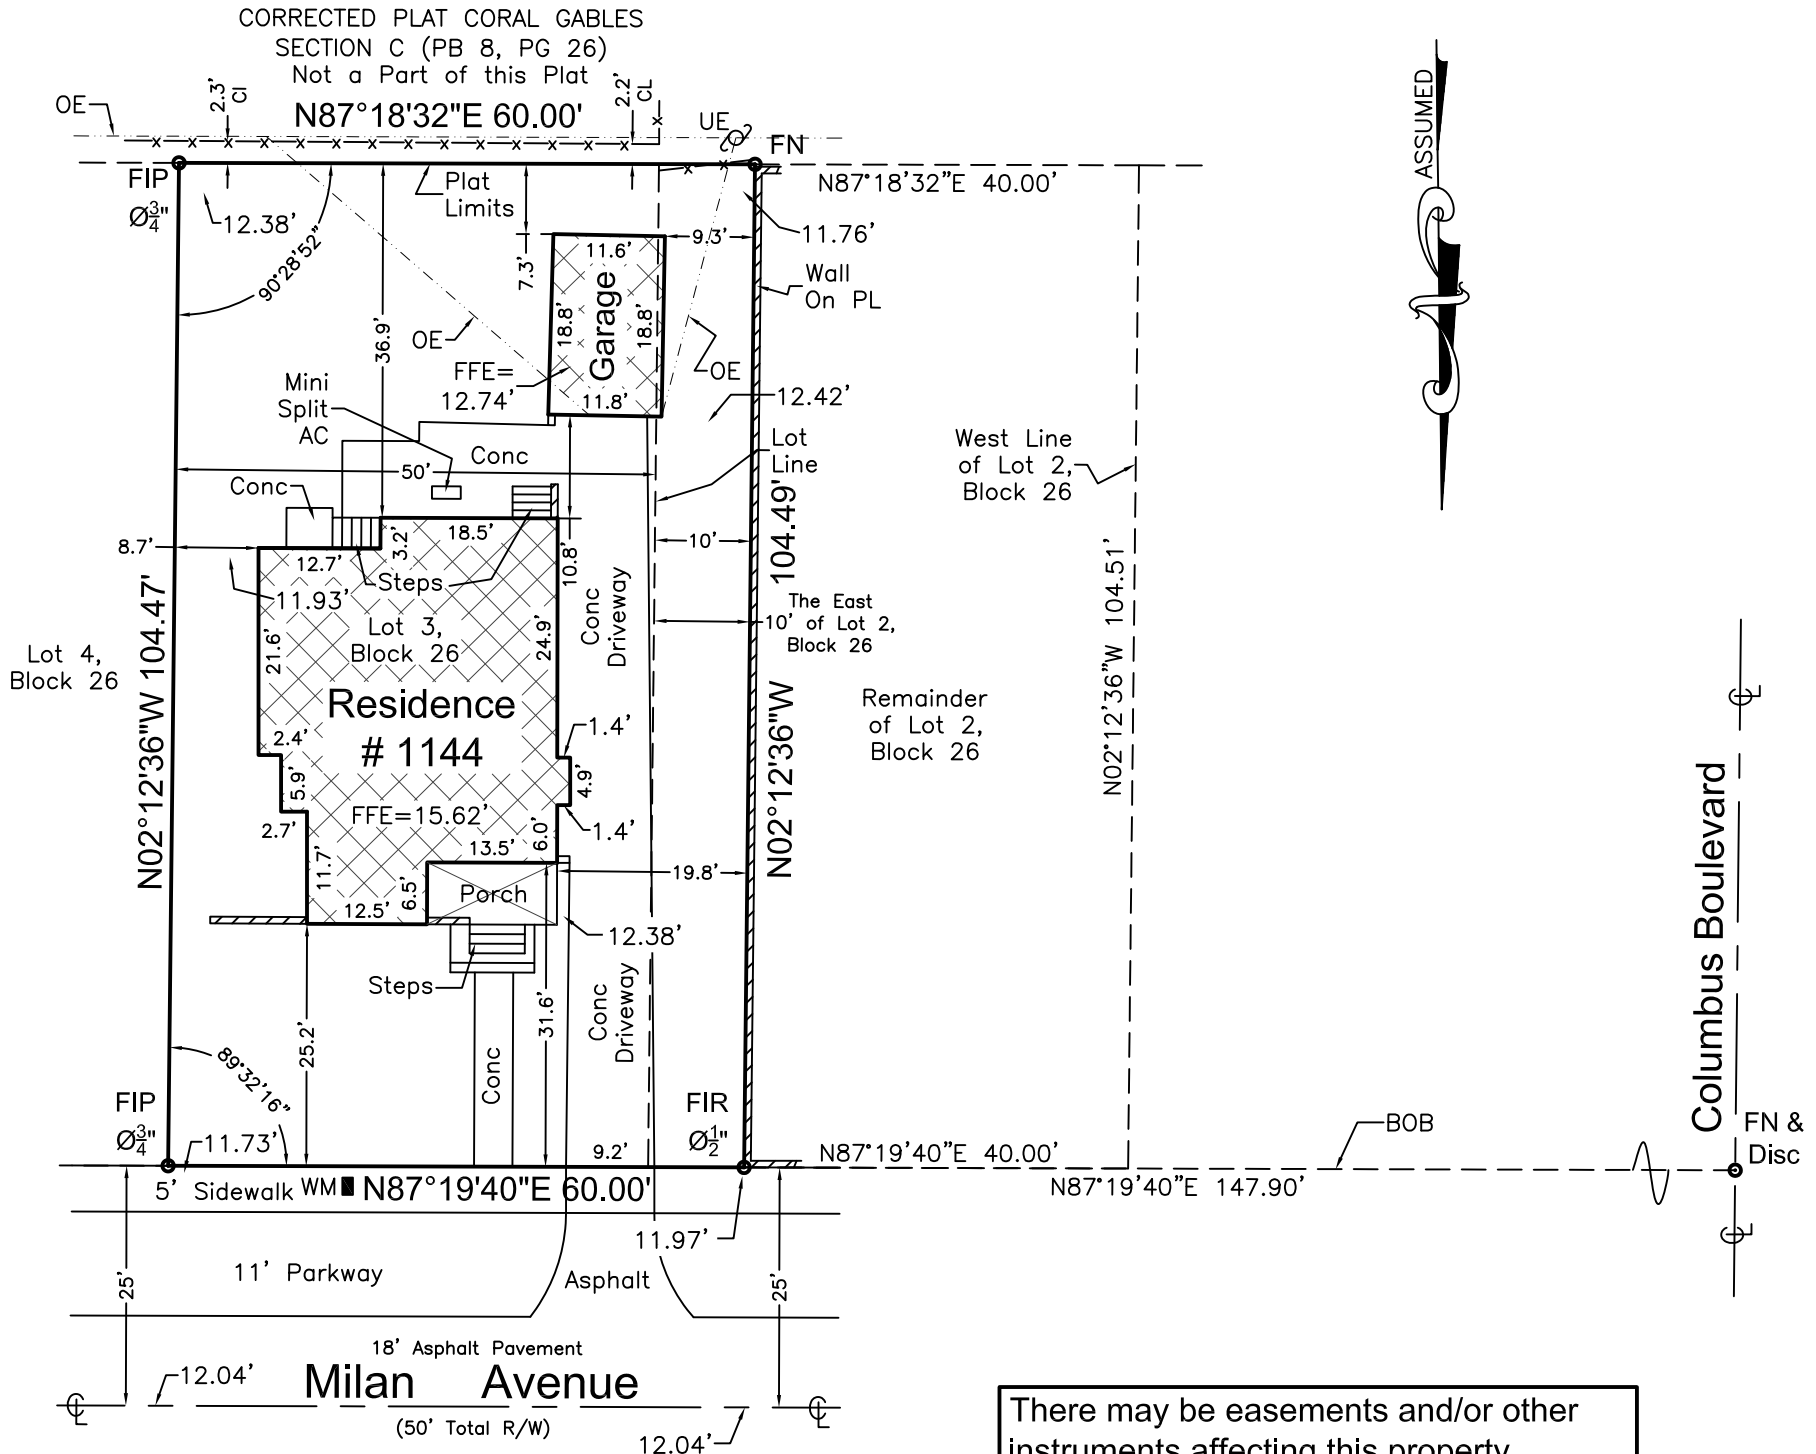 CORRECTED PLAT CORAL GABLES
SECTION C (PB 8, PG 26)
Not a Part of this Plat
N87°18'32"E 60.00'
2.3'
CI
2.2'
CL
OE
UE
FN
FIP
Ø3/4"
12.38'
90°28'52"
Plat
Limits
N87°18'32"E 40.00'
11.76'
Wall
On PL
9.3'
11.6'
7.3'
18.8'
Garage
18.8'
11.8'
36.9'
OE
OE
FFE=
12.74'
12.42'
Mini
Split
AC
Conc
50'
Lot
Line
West Line
of Lot 2,
Block 26
Conc
8.7'
12.7'
3.2'
18.5'
Steps
10.8'
10'
11.93'
Lot 3,
Block 26
21.6'
24.9'
Conc
Driveway
The East
10' of Lot 2,
Block 26
N02°12'36"W 104.51'
Lot 4,
Block 26
N02°12'36"W 104.47'
N02°12'36"W 104.49'
Residence
# 1144
Remainder
of Lot 2,
Block 26
2.4'
5.9'
2.7'
1.4'
4.9'
1.4'
FFE=15.62'
6.0'
13.5'
11.7'
6.5'
12.5'
Porch
19.8'
12.38'
Steps
25.2'
31.6'
Conc
Conc
Driveway
89°32'16"
FIP
Ø3/4"
11.73'
FIR
Ø1/2"
9.2'
5' Sidewalk
WM
N87°19'40"E 60.00'
N87°19'40"E 40.00'
N87°19'40"E 147.90'
BOB
FN &
Disc
Columbus Boulevard
CL
CL
11.97'
25'
11' Parkway
Asphalt
25'
18' Asphalt Pavement
Milan Avenue
(50' Total R/W)
12.04'
12.04'
CL
CL
ASSUMED
There may be easements and/or other
instruments affecting this property